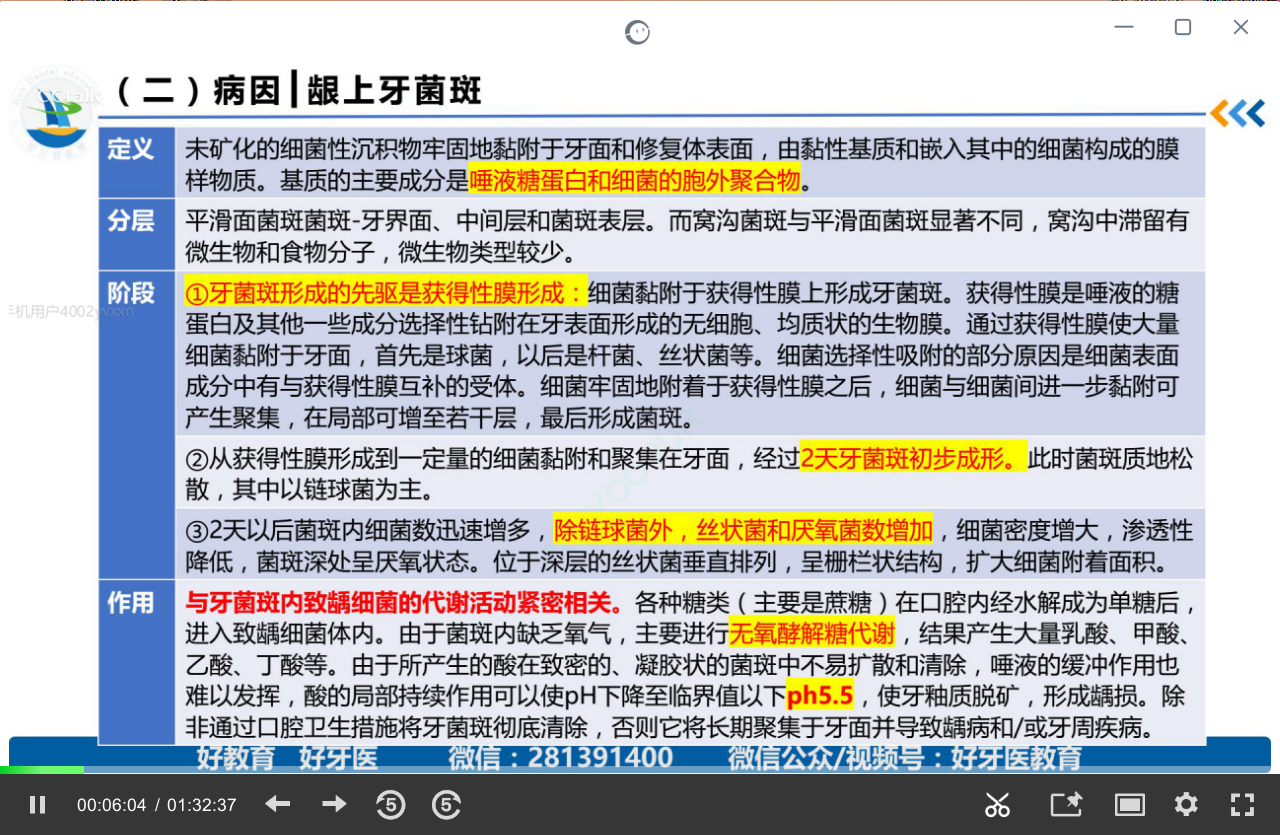 （二）病因|龈上牙菌斑
定义
未矿化的细菌性沉积物牢固地黏附于牙面和修复体表面，由黏性基质和嵌入其中的细菌构成的膜
样物质。基质的主要成分是唾液糖蛋白和细菌的胞外聚合物。
分层
平滑面菌斑菌斑-牙界面、中间层和菌斑表层。而窝沟菌斑与平滑面菌斑显著不同，窝沟中滞留有
微生物和食物分子，微生物类型较少。
阶段
①牙菌斑形成的先驱是获得性膜形成：细菌黏附于获得性膜上形成牙菌斑。获得性膜是唾液的糖
蛋白及其他一些成分选择性钻附在牙表面形成的无细胞、均质状的生物膜。通过获得性膜使大量
细菌黏附于牙面，首先是球菌，以后是杆菌、丝状菌等。细菌选择性吸附的部分原因是细菌表面
成分中有与获得性膜互补的受体。细菌牢固地附着于获得性膜之后，细菌与细菌间进一步黏附可
产生聚集，在局部可增至若干层，最后形成菌斑。
②从获得性膜形成到一定量的细菌黏附和聚集在牙面，经过2天牙菌斑初步成形。此时菌斑质地松
散，其中以链球菌为主。
③2天以后菌斑内细菌数迅速增多，除链球菌外，丝状菌和厌氧菌数增加，细菌密度增大，渗透性
降低，菌斑深处呈厌氧状态。位于深层的丝状菌垂直排列，呈栅栏状结构，扩大细菌附着面积。
作用
与牙菌斑内致龋细菌的代谢活动紧密相关。各种糖类（主要是蔗糖）在口腔内经水解成为单糖后，
进入致龋细菌体内。由于菌斑内缺乏氧气，主要进行无氧酵解糖代谢，结果产生大量乳酸、甲酸、
乙酸、丁酸等。由于所产生的酸在致密的、凝胶状的菌斑中不易扩散和清除，唾液的缓冲作用也
难以发挥，酸的局部持续作用可以使pH下降至临界值以下ph5.5，使牙釉质脱矿，形成龋损。除
非通过口腔卫生措施将牙菌斑彻底清除，否则它将长期聚集于牙面并导致龋病和/或牙周疾病。
好教育 好牙医 微信：281391400 微信公众/视频号：好牙医教育
00:06:04 / 01:32:37
5 5